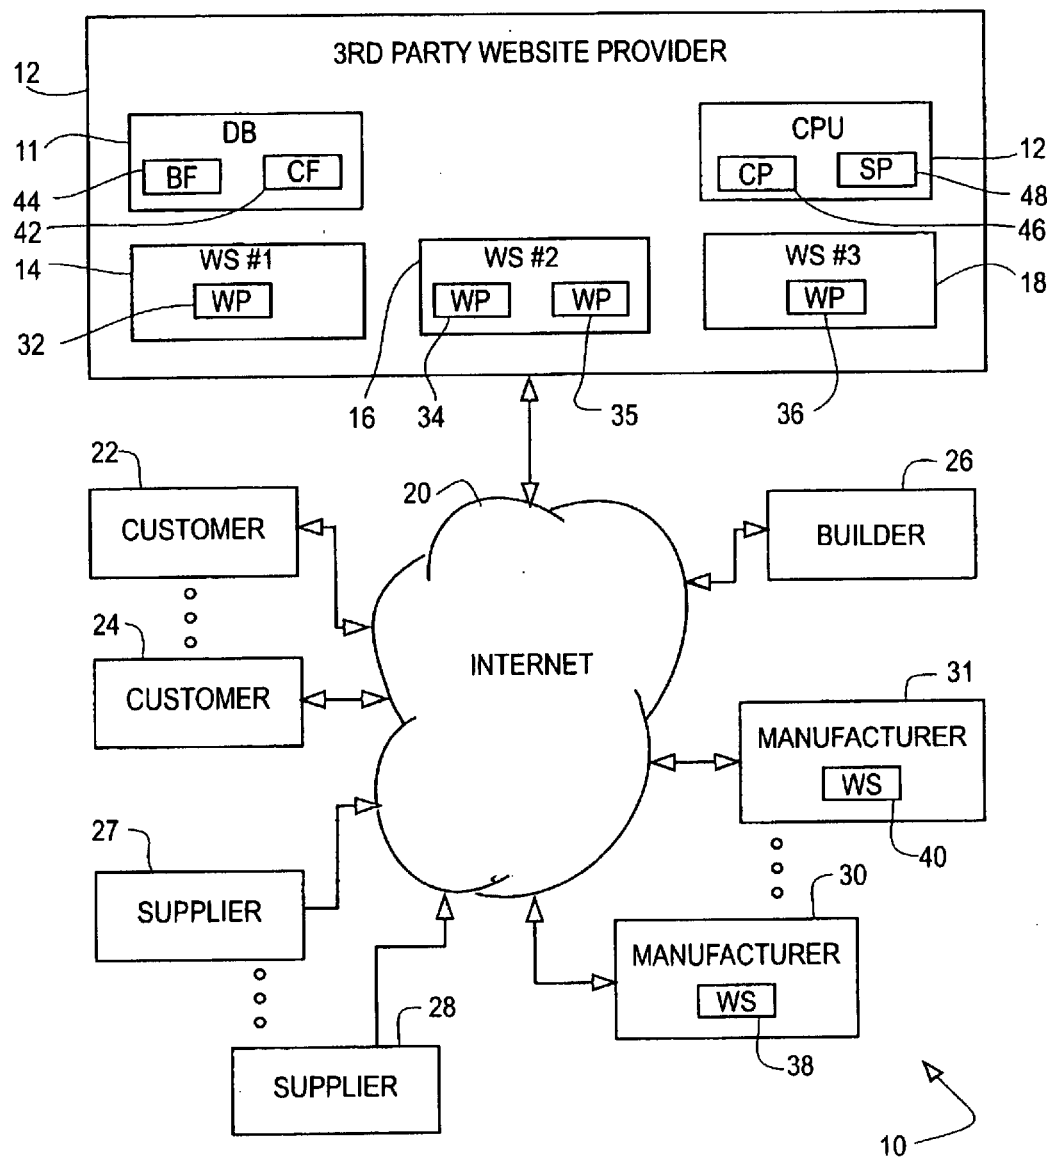 3RD PARTY WEBSITE PROVIDER
12
DB
CPU
11
12
BF
CF
CP
SP
44
48
42
46
14
WS #1
WS #2
WS #3
18
WP
WP
WP
WP
32
16
34
35
36
22
20
26
CUSTOMER
BUILDER
24
INTERNET
31
CUSTOMER
MANUFACTURER
WS
27
40
30
SUPPLIER
MANUFACTURER
WS
28
38
SUPPLIER
10